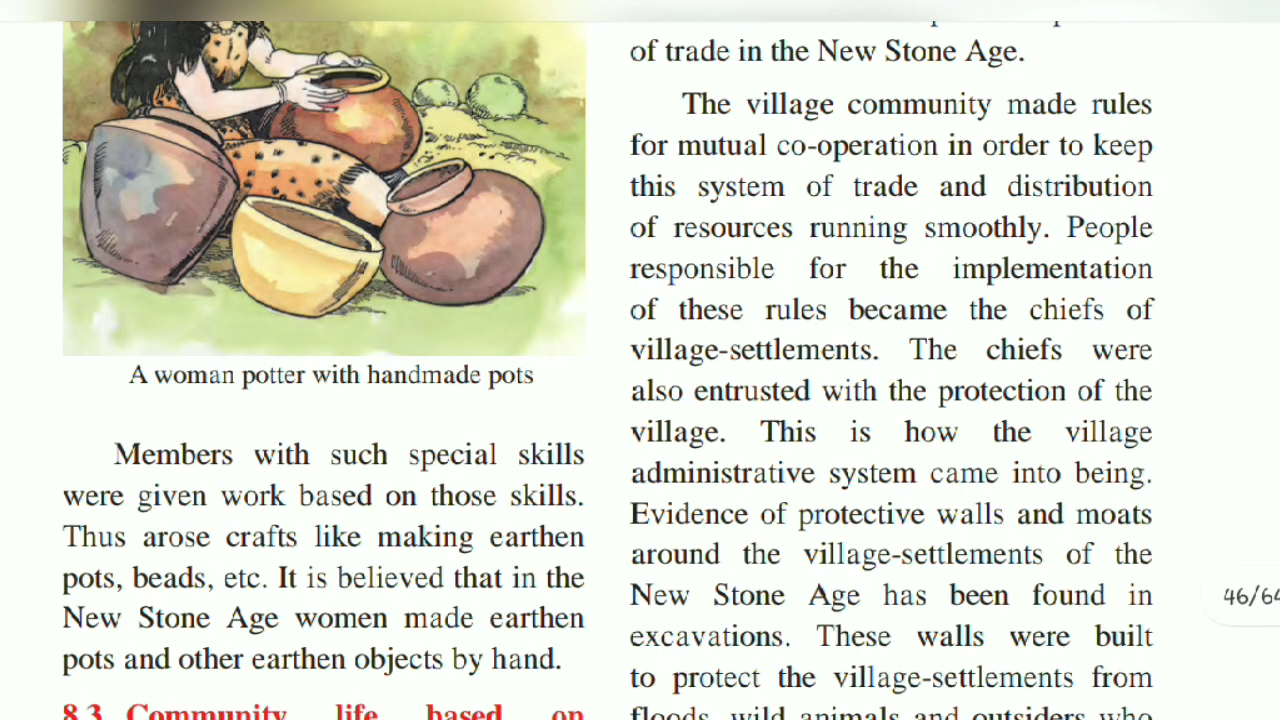 A woman potter with handmade pots
Members with such special skills
were given work based on those skills.
Thus arose crafts like making earthen
pots, beads, etc. It is believed that in the
New Stone Age women made earthen
pots and other earthen objects by hand.
8.3 Community life based on
of trade in the New Stone Age.
The village community made rules
for mutual co-operation in order to keep
this system of trade and distribution
of resources running smoothly. People
responsible for the implementation
of these rules became the chiefs of
village-settlements. The chiefs were
also entrusted with the protection of the
village. This is how the village
administrative system came into being.
Evidence of protective walls and moats
around the village-settlements of the
New Stone Age has been found in
excavations. These walls were built
to protect the village-settlements from
floods, wild animals and outsiders who
46/64